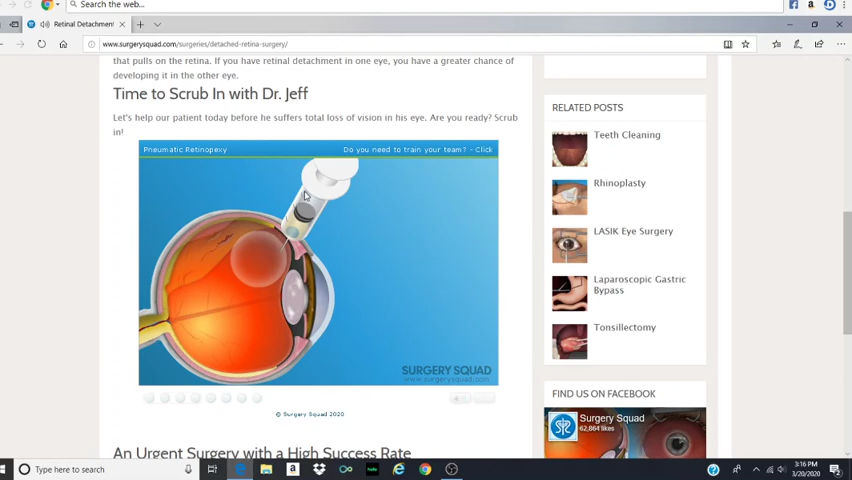 Search the web.
Retinal Detachment
www.surgerysquad.com/surgeries/detached-retina-surgery/
that pulls on the retina. If you have retinal detachment in one eye, you have a greater chance of
developing it in the other eye.
Time to Scrub In with Dr. Jeff
Let's help our patient today before he suffers total loss of vision in his eye. Are you ready? Scrub
in!
Pneumatic Retinopexy
Do you need to train your team? - Click
SURGERY SQUAD
www.surgerysquad.com
© Surgery Squad 2020
An Urgent Surgery with a High Success Rate
RELATED POSTS
Teeth Cleaning
Rhinoplasty
LASIK Eye Surgery
Laparoscopic Gastric
Bypass
Tonsillectomy
FIND US ON FACEBOOK
Surgery Squad
62,864 likes
Type here to search
hulu
3:16 PM
3/20/2020